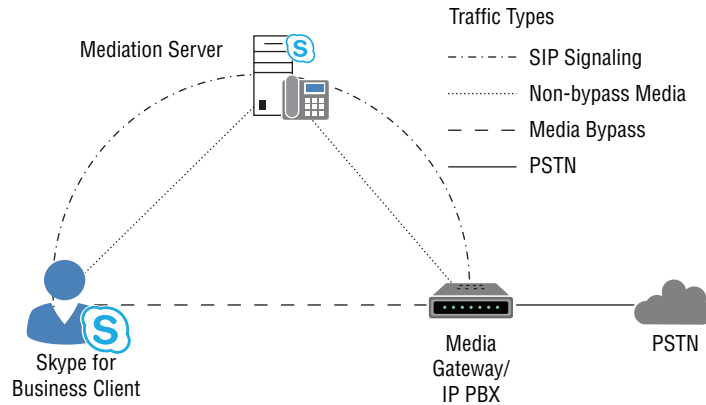 Traffic Types
Mediation Server
S
SIP Signaling
Non-bypass Media
Media Bypass
PSTN
S
Skype for
Business Client
Media
Gateway/
IP PBX
PSTN